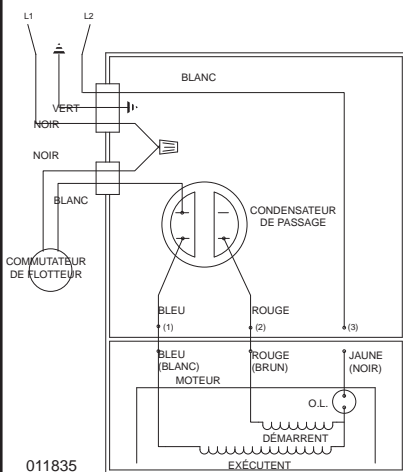 L1
L2
BLANC
VERT
NOIR
NOIR
BLANC
CONDENSATEUR
DE PASSAGE
COMMUTATEUR
DE FLOTTEUR
BLEU
ROUGE
(1)
(2)
(3)
BLEU
(BLANC)
ROUGE
(BRUN)
JAUNE
(NOIR)
MOTEUR
O.L.
DÉMARRENT
EXÉCUTENT
011835